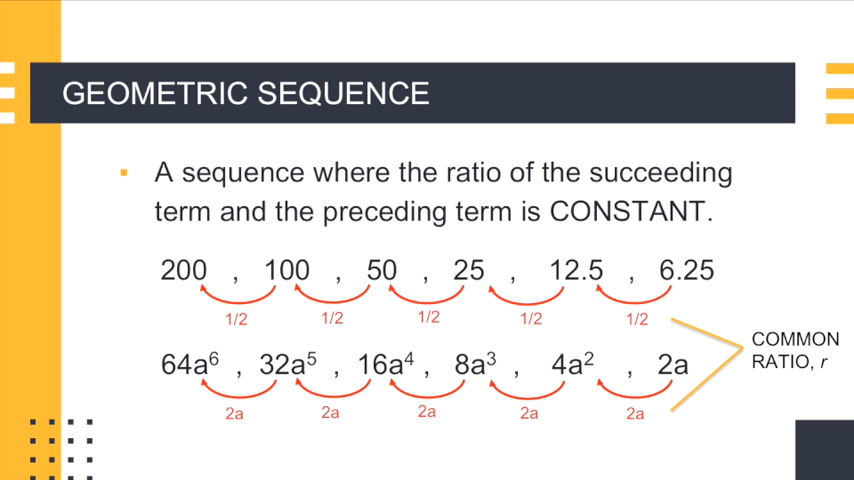 GEOMETRIC SEQUENCE
▪ A sequence where the ratio of the succeeding
term and the preceding term is CONSTANT.
200 , 100 , 50 , 25 , 12.5 , 6.25
1/2 1/2 1/2 1/2 1/2
COMMON
RATIO, r
64a⁶ , 32a⁵ , 16a⁴ , 8a³ , 4a² , 2a
2a 2a 2a 2a 2a